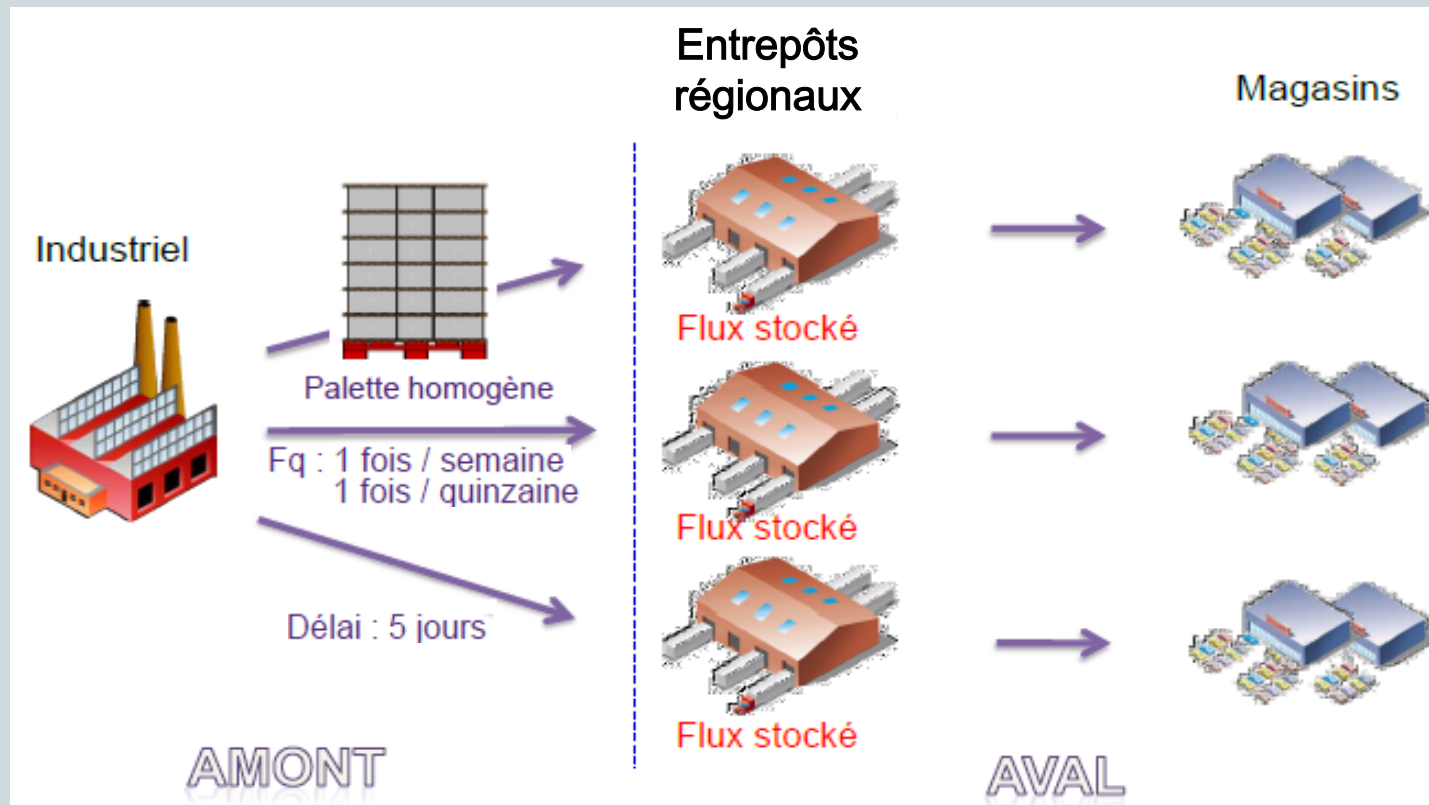 Entrepôts
régionaux
Magasins
Industriel
Palette homogène
Fq : 1 fois / semaine
1 fois / quinzaine
Délai : 5 jours
Flux stocké
Flux stocké
Flux stocké
AMONT
AVAL